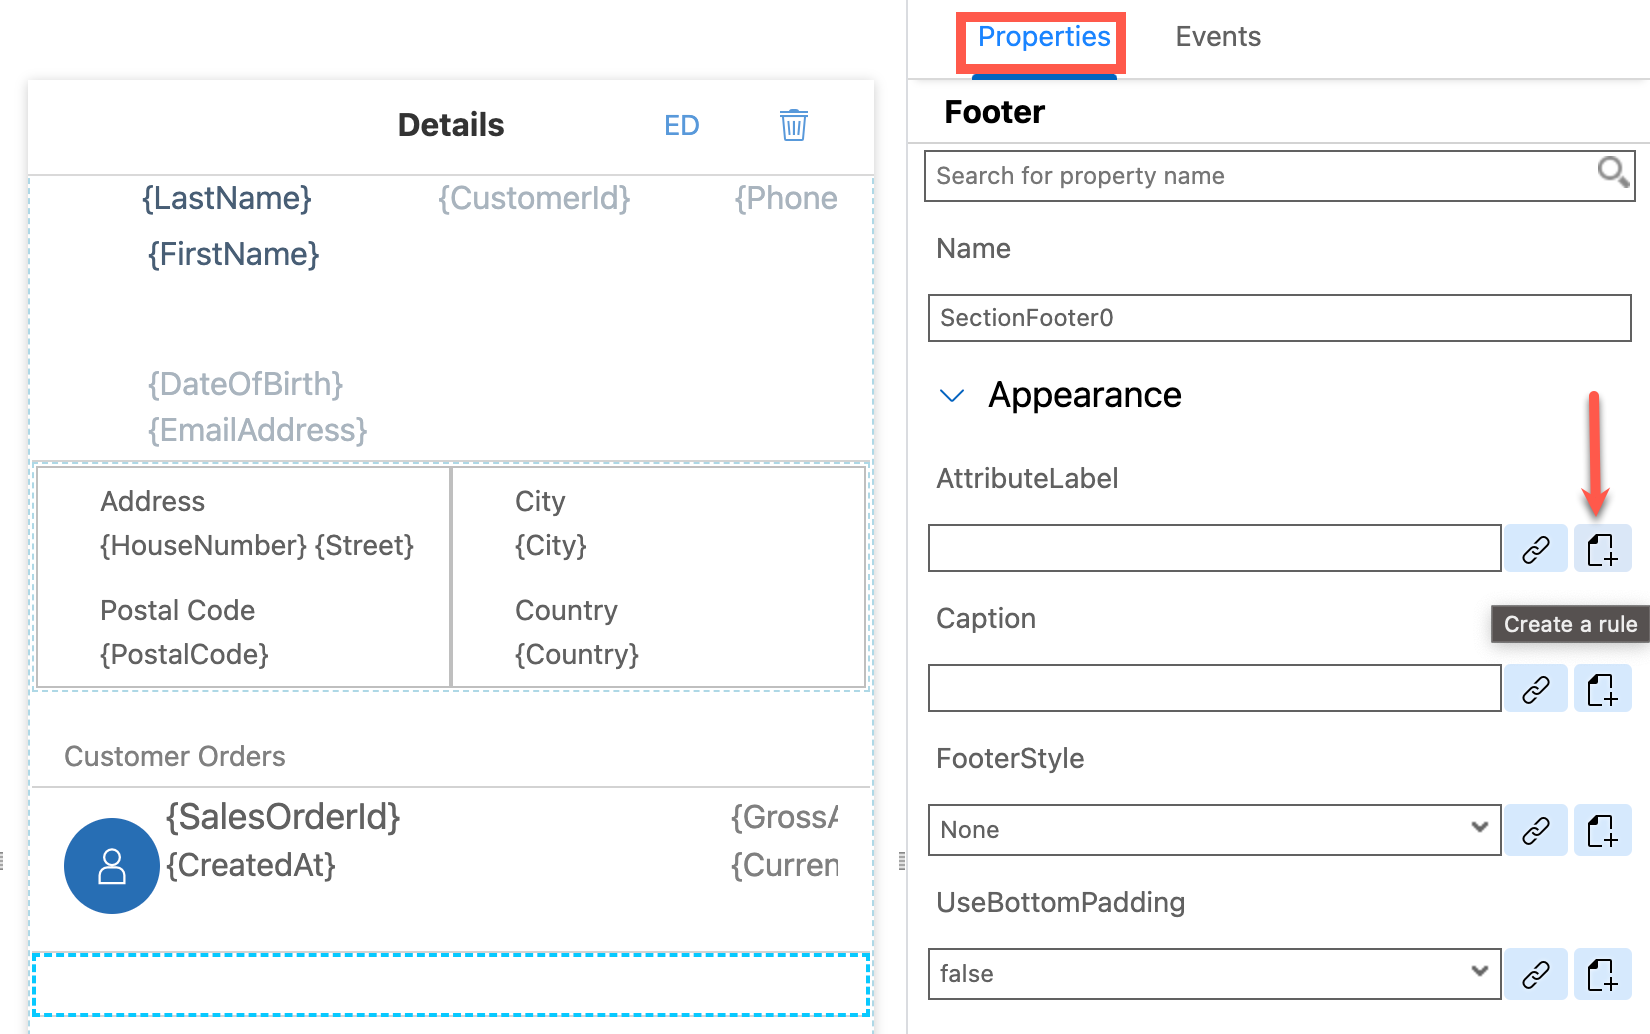 Details ED
{LastName} {CustomerId} {Phone
{FirstName}
{DateOfBirth}
{EmailAddress}
Address
{HouseNumber} {Street}
Postal Code
{PostalCode}
City
{City}
Country
{Country}
Customer Orders
{SalesOrderId} {GrossA
{CreatedAt} {Curren
Properties Events
Footer
Search for property name
Name
SectionFooter0
Appearance
AttributeLabel
Create a rule
Caption
FooterStyle
None
UseBottomPadding
false